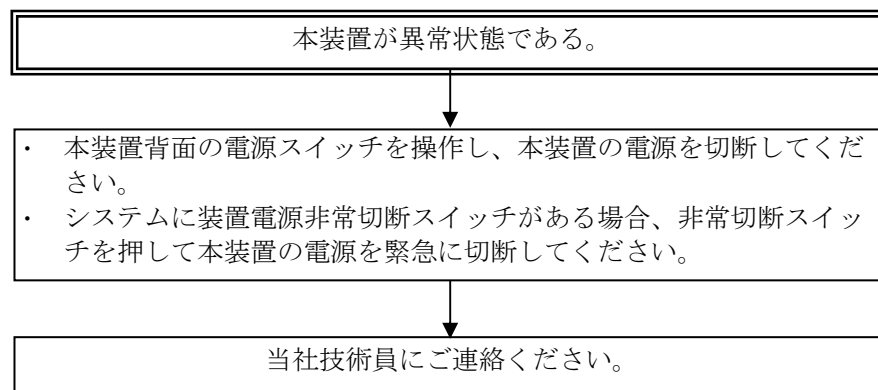 本装置が異常状態である。
・ 本装置背面の電源スイッチを操作し、本装置の電源を切断してくだ
さい。
・ システムに装置電源非常切断スイッチがある場合、非常切断スイッ
チを押して本装置の電源を緊急に切断してください。
当社技術員にご連絡ください。